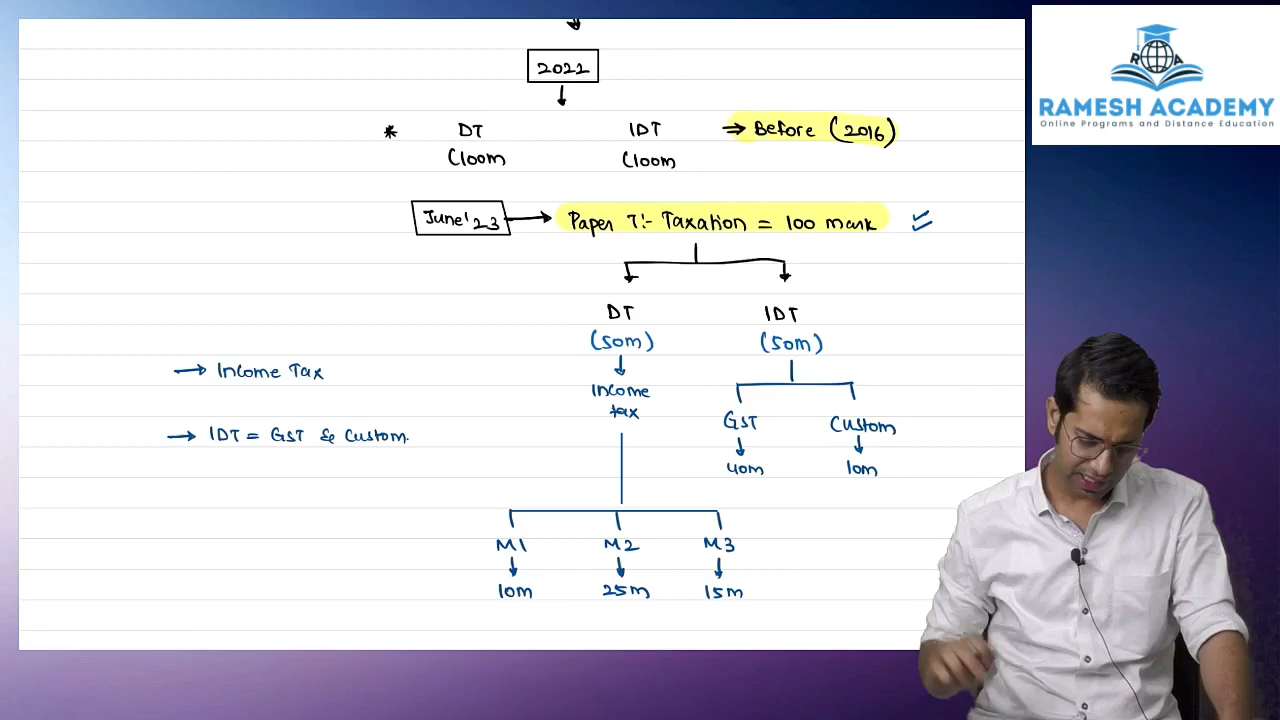 2022
* DT IDT ⇒ Before (2016)
(100m (100m
June'23 → Paper 7:- Taxation = 100 mark
DT IDT
(50m) (50m)
→ Income Tax
Income
tax
GST Custom
→ IDT = GST & Custom.
40m 10m
M1 M2 M3
10m 25m 15m
RAMESH ACADEMY
Online Programs and Distance Education
R A